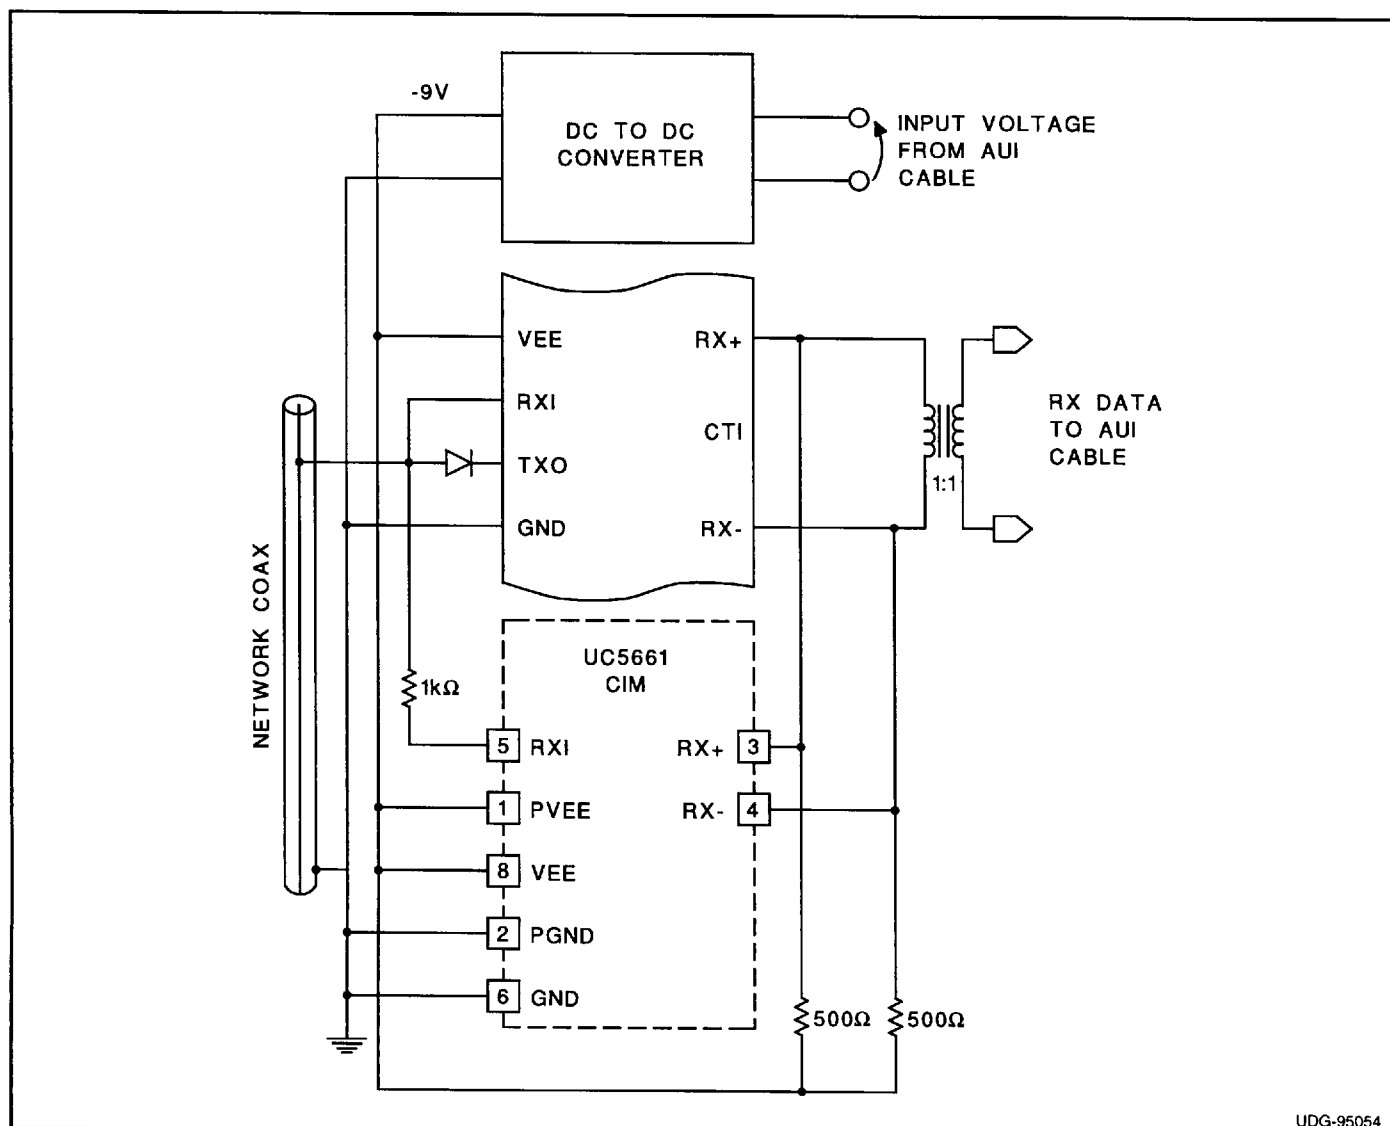 -9V
DC TO DC
CONVERTER
INPUT VOLTAGE
FROM AUI
CABLE
VEE
RX+
RXI
CTI
TXO
GND
RX-
1:1
RX DATA
TO AUI
CABLE
NETWORK COAX
UC5661
CIM
1kΩ
5 RXI
RX+ 3
1 PVEE
RX- 4
8 VEE
2 PGND
6 GND
500Ω
500Ω
UDG-95054